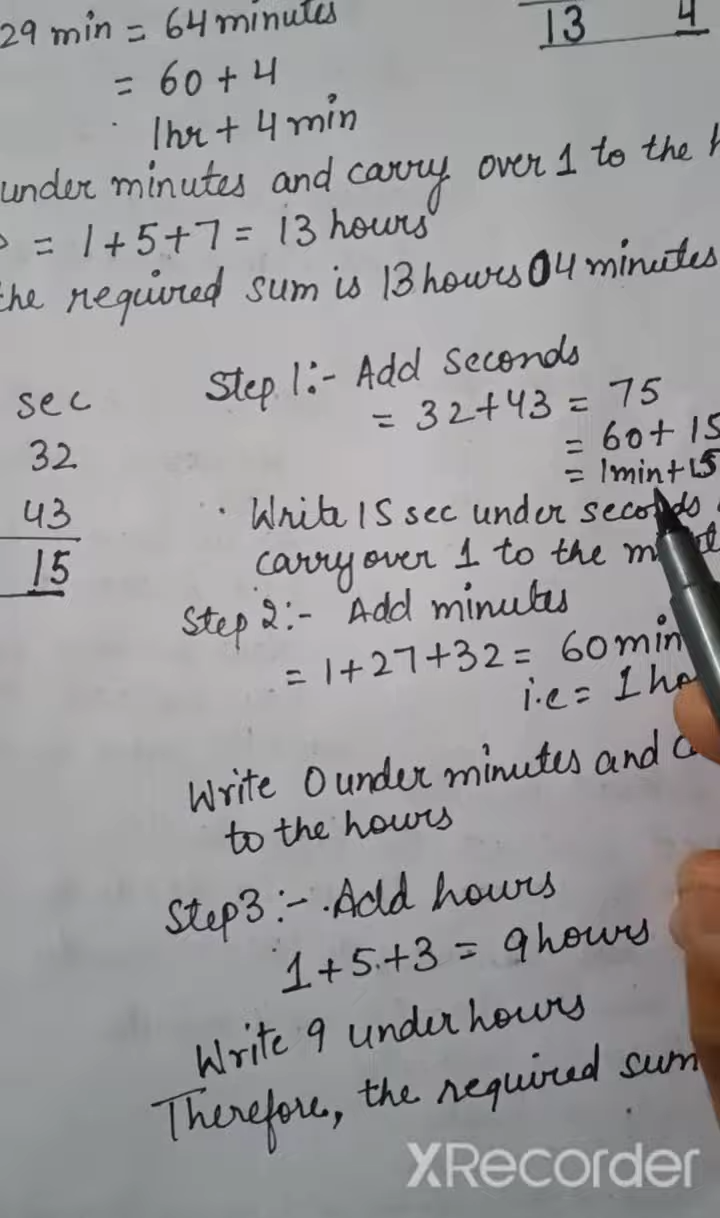 29 min = 64 minutes
13 4
= 60 + 4
1hr + 4 min
under minutes and carry over 1 to the h
= 1 + 5 + 7 = 13 hours
the required sum is 13 hours 04 minutes
sec
32
43
15
Step 1:- Add seconds
= 32 + 43 = 75
= 60 + 15
= 1min + 15
Write 15 sec under seconds
carry over 1 to the
Step 2:- Add minutes
= 1 + 27 + 32 = 60 min
i.e = 1 ho
Write 0 under minutes and
to the hours
Step 3:- Add hours
1 + 5 + 3 = 9 hours
Write 9 under hours
Therefore, the required sum
XRecorder